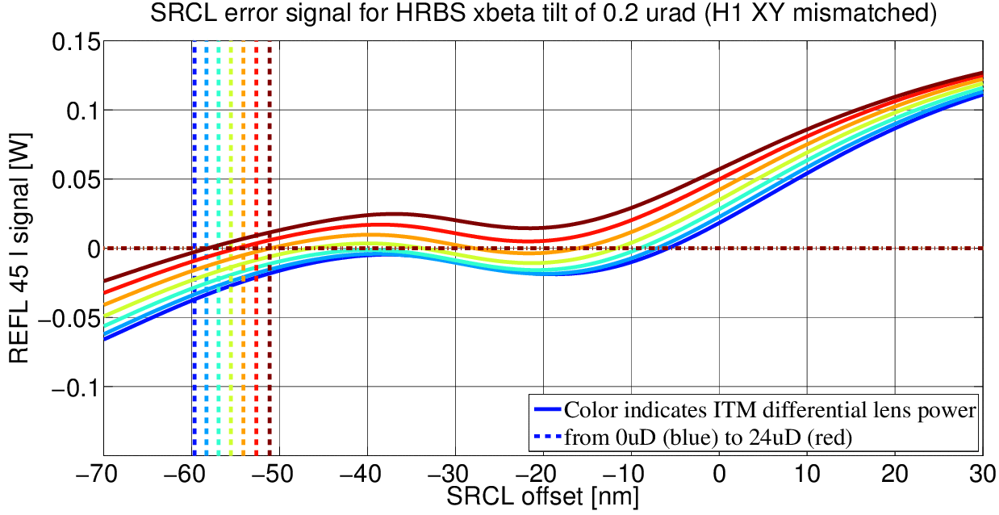 SRCL error signal for HRBS xbeta tilt of 0.2 urad (H1 XY mismatched)
0.15
0.1
0.05
0
−0.05
−0.1
REFL 45 I signal [W]
Color indicates ITM differential lens power
from 0uD (blue) to 24uD (red)
−70 −60 −50 −40 −30 −20 −10 0 10 20 30
SRCL offset [nm]